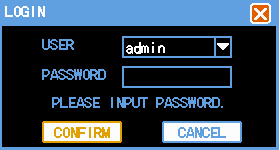 LOGIN
USER admin
PASSWORD
PLEASE INPUT PASSWORD.
CONFIRM CANCEL